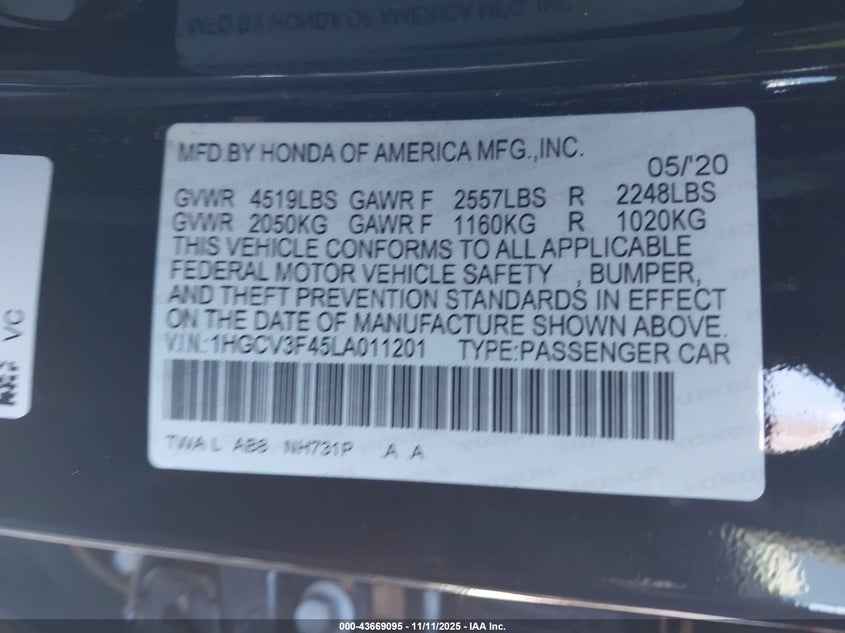 MFD.BY HONDA OF AMERICA MFG.,INC.
05/'20
GVWR 4519LBS GAWR F 2557LBS R 2248LBS
GVWR 2050KG GAWR F 1160KG R 1020KG
THIS VEHICLE CONFORMS TO ALL APPLICABLE
FEDERAL MOTOR VEHICLE SAFETY , BUMPER,
AND THEFT PREVENTION STANDARDS IN EFFECT
ON THE DATE OF MANUFACTURE SHOWN ABOVE.
V.I.N.:1HGCV3F45LA011201 TYPE:PASSENGER CAR
TWA L AB8 NH731P A A
VC
000-43669095 - 11/11/2025 - IAA Inc.